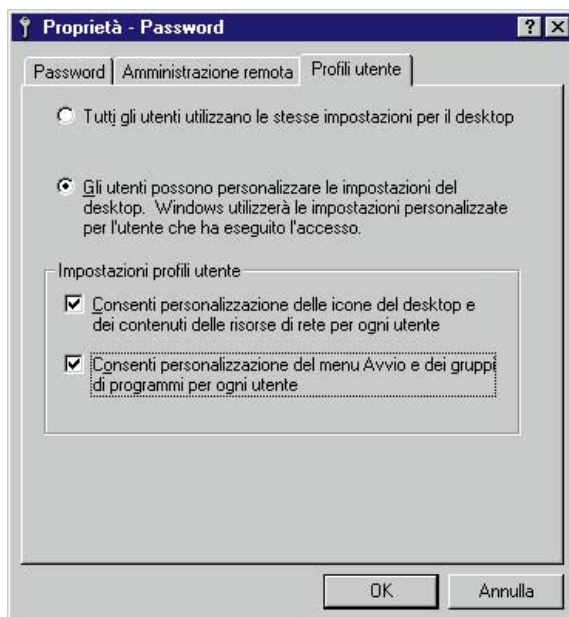 Proprietà - Password
Password Amministrazione remota Profili utente
Tutti gli utenti utilizzano le stesse impostazioni per il desktop
Gli utenti possono personalizzare le impostazioni del
desktop. Windows utilizzerà le impostazioni personalizzate
per l'utente che ha eseguito l'accesso.
Impostazioni profili utente
Consenti personalizzazione delle icone del desktop e
dei contenuti delle risorse di rete per ogni utente
Consenti personalizzazione del menu Avvio e dei gruppi
di programmi per ogni utente
OK Annulla